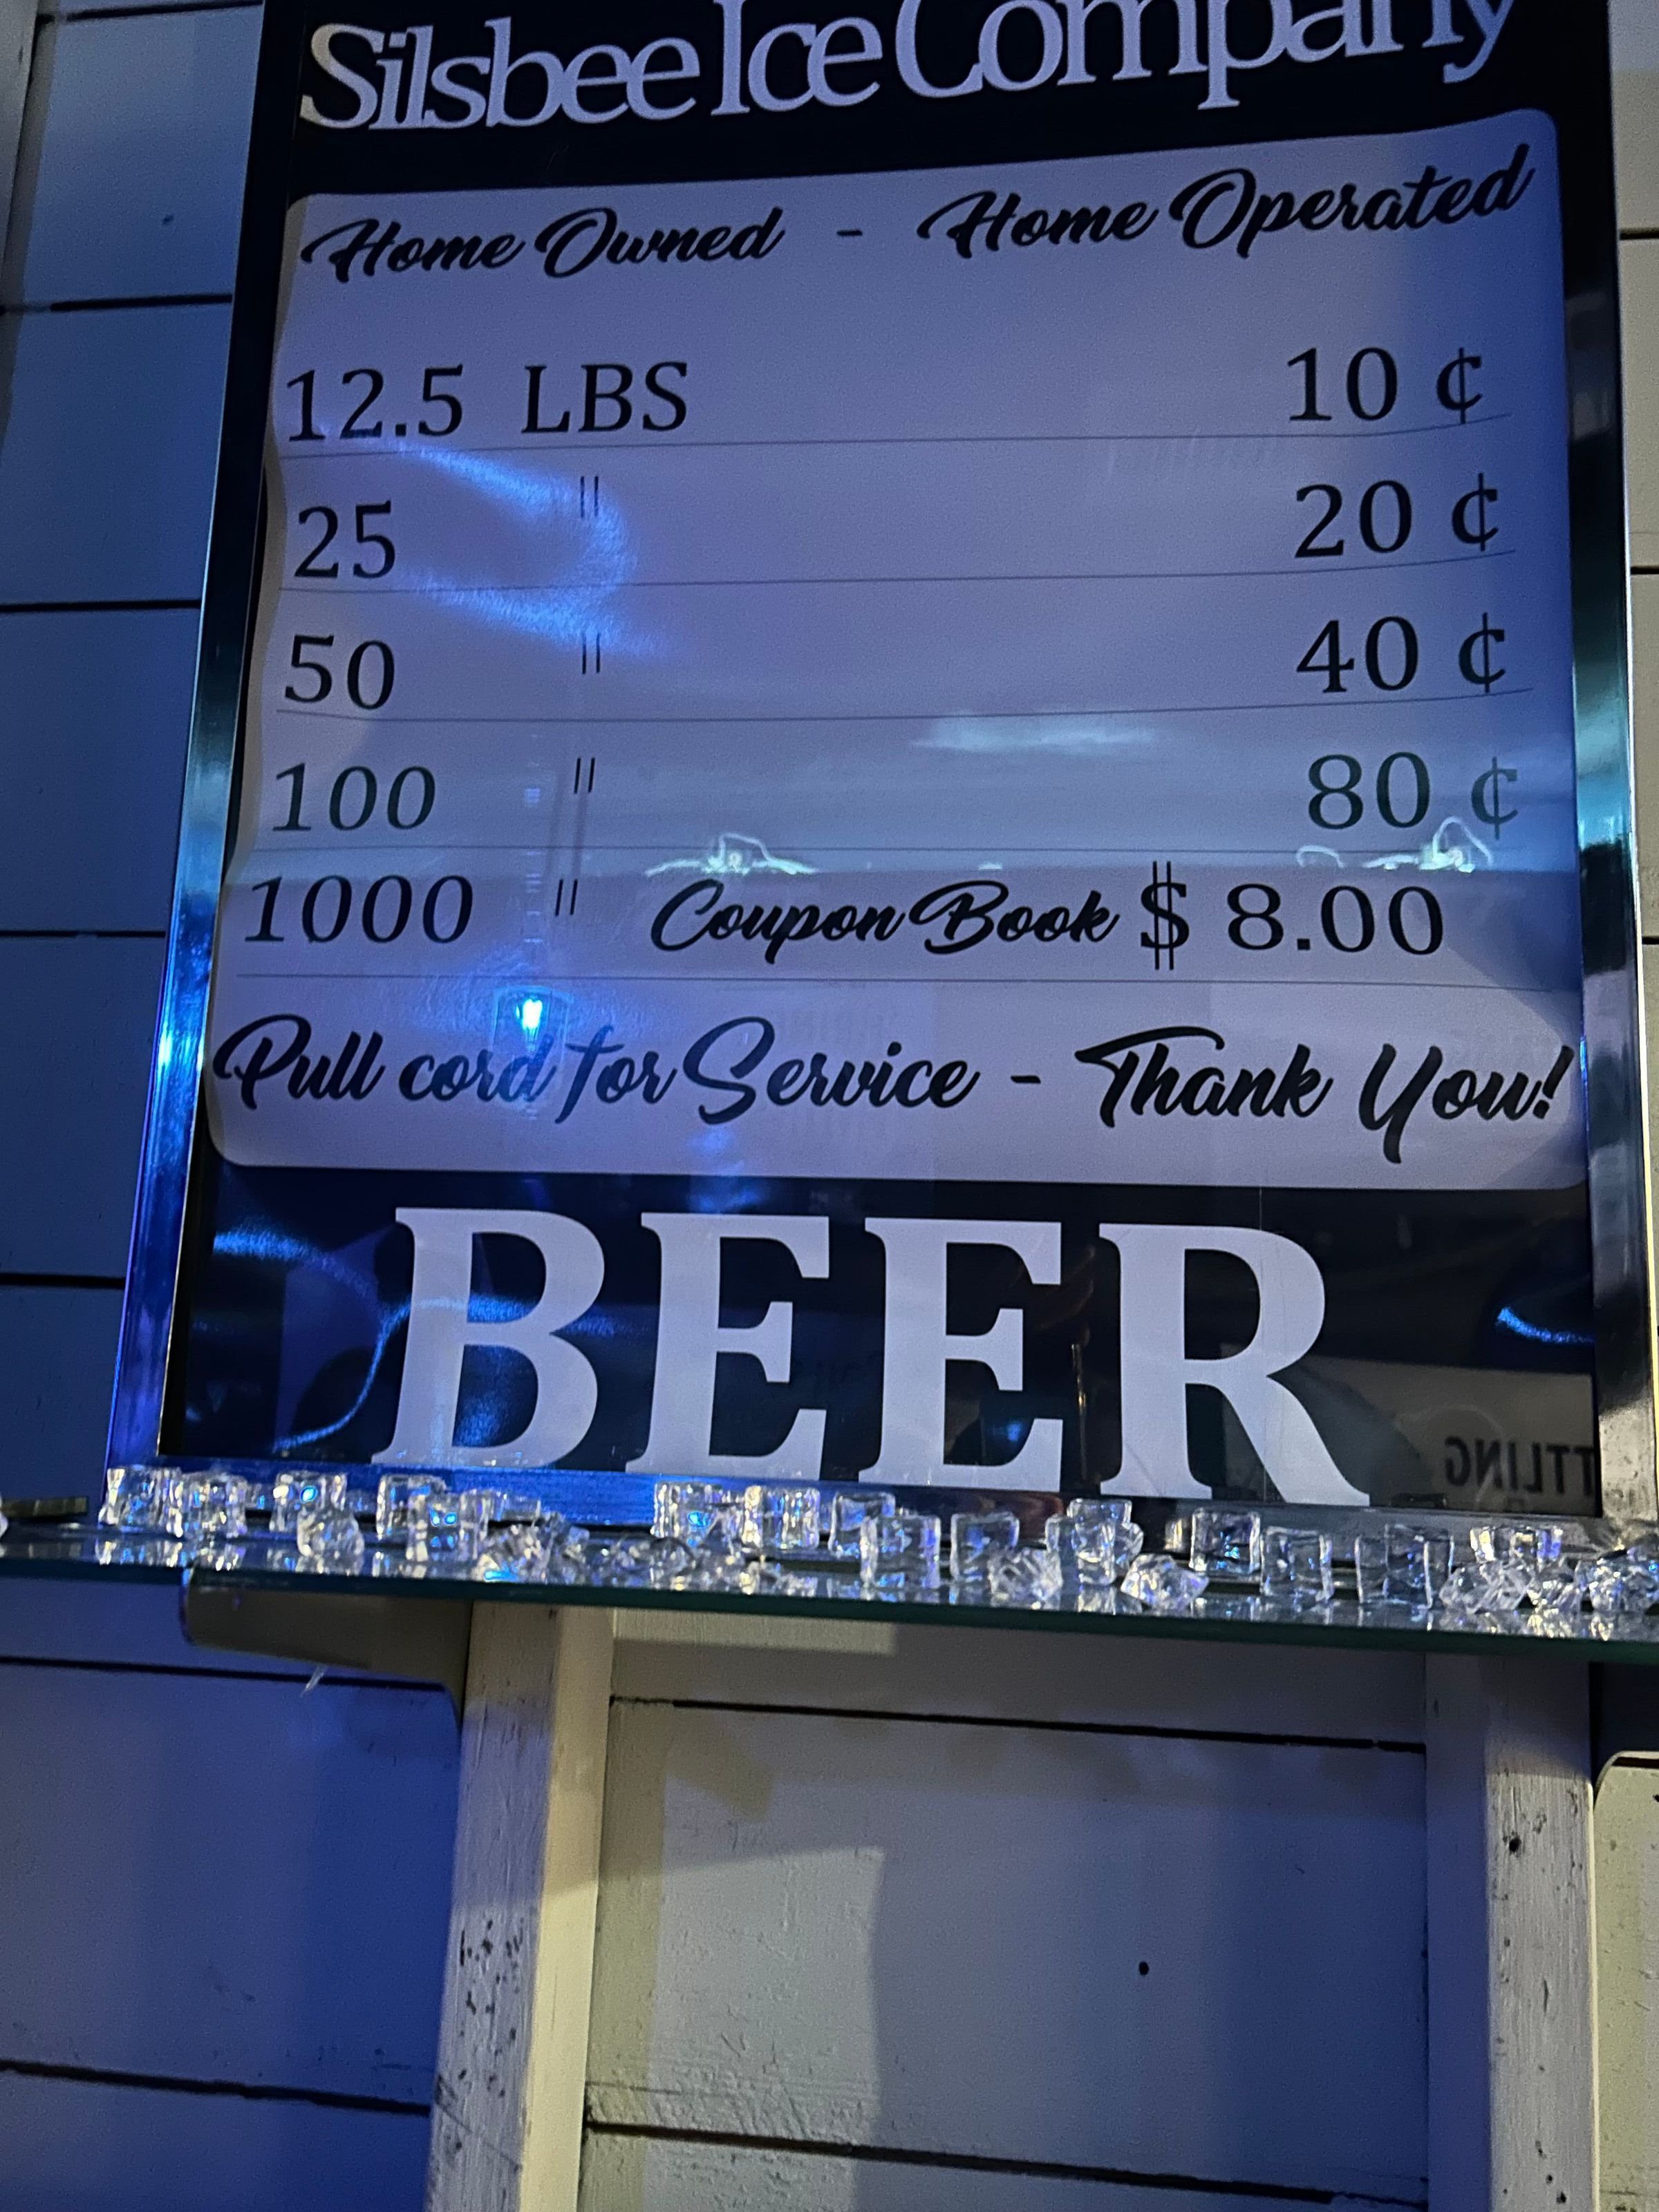 Silsbee Ice Company
Home Owned - Home Operated
12.5 LBS 10 ¢
25 " 20 ¢
50 " 40 ¢
100 " 80 ¢
1000 " Coupon Book $ 8.00
Pull cord for Service - Thank You!
BEER